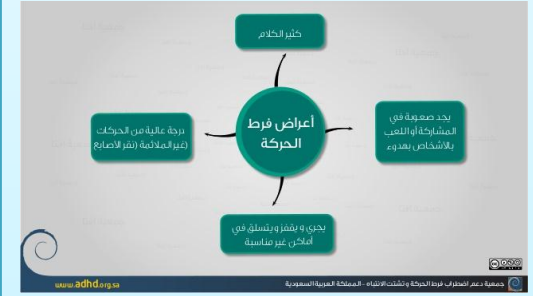 كثير الكلام
أعراض فرط
الحركة
يجد صعوبة في
المشاركة أو اللعب
بالأشخاص بهدوء
درجة عالية من الحركات
(غير الملائمة (نقر الأصابع
يجري و يقفز و يتسلق في
أماكن غير مناسبة
جمعية دعم اضطراب فرط الحركة و تشتت الانتباه - المملكة العربية السعودية
www.adhd.org.sa